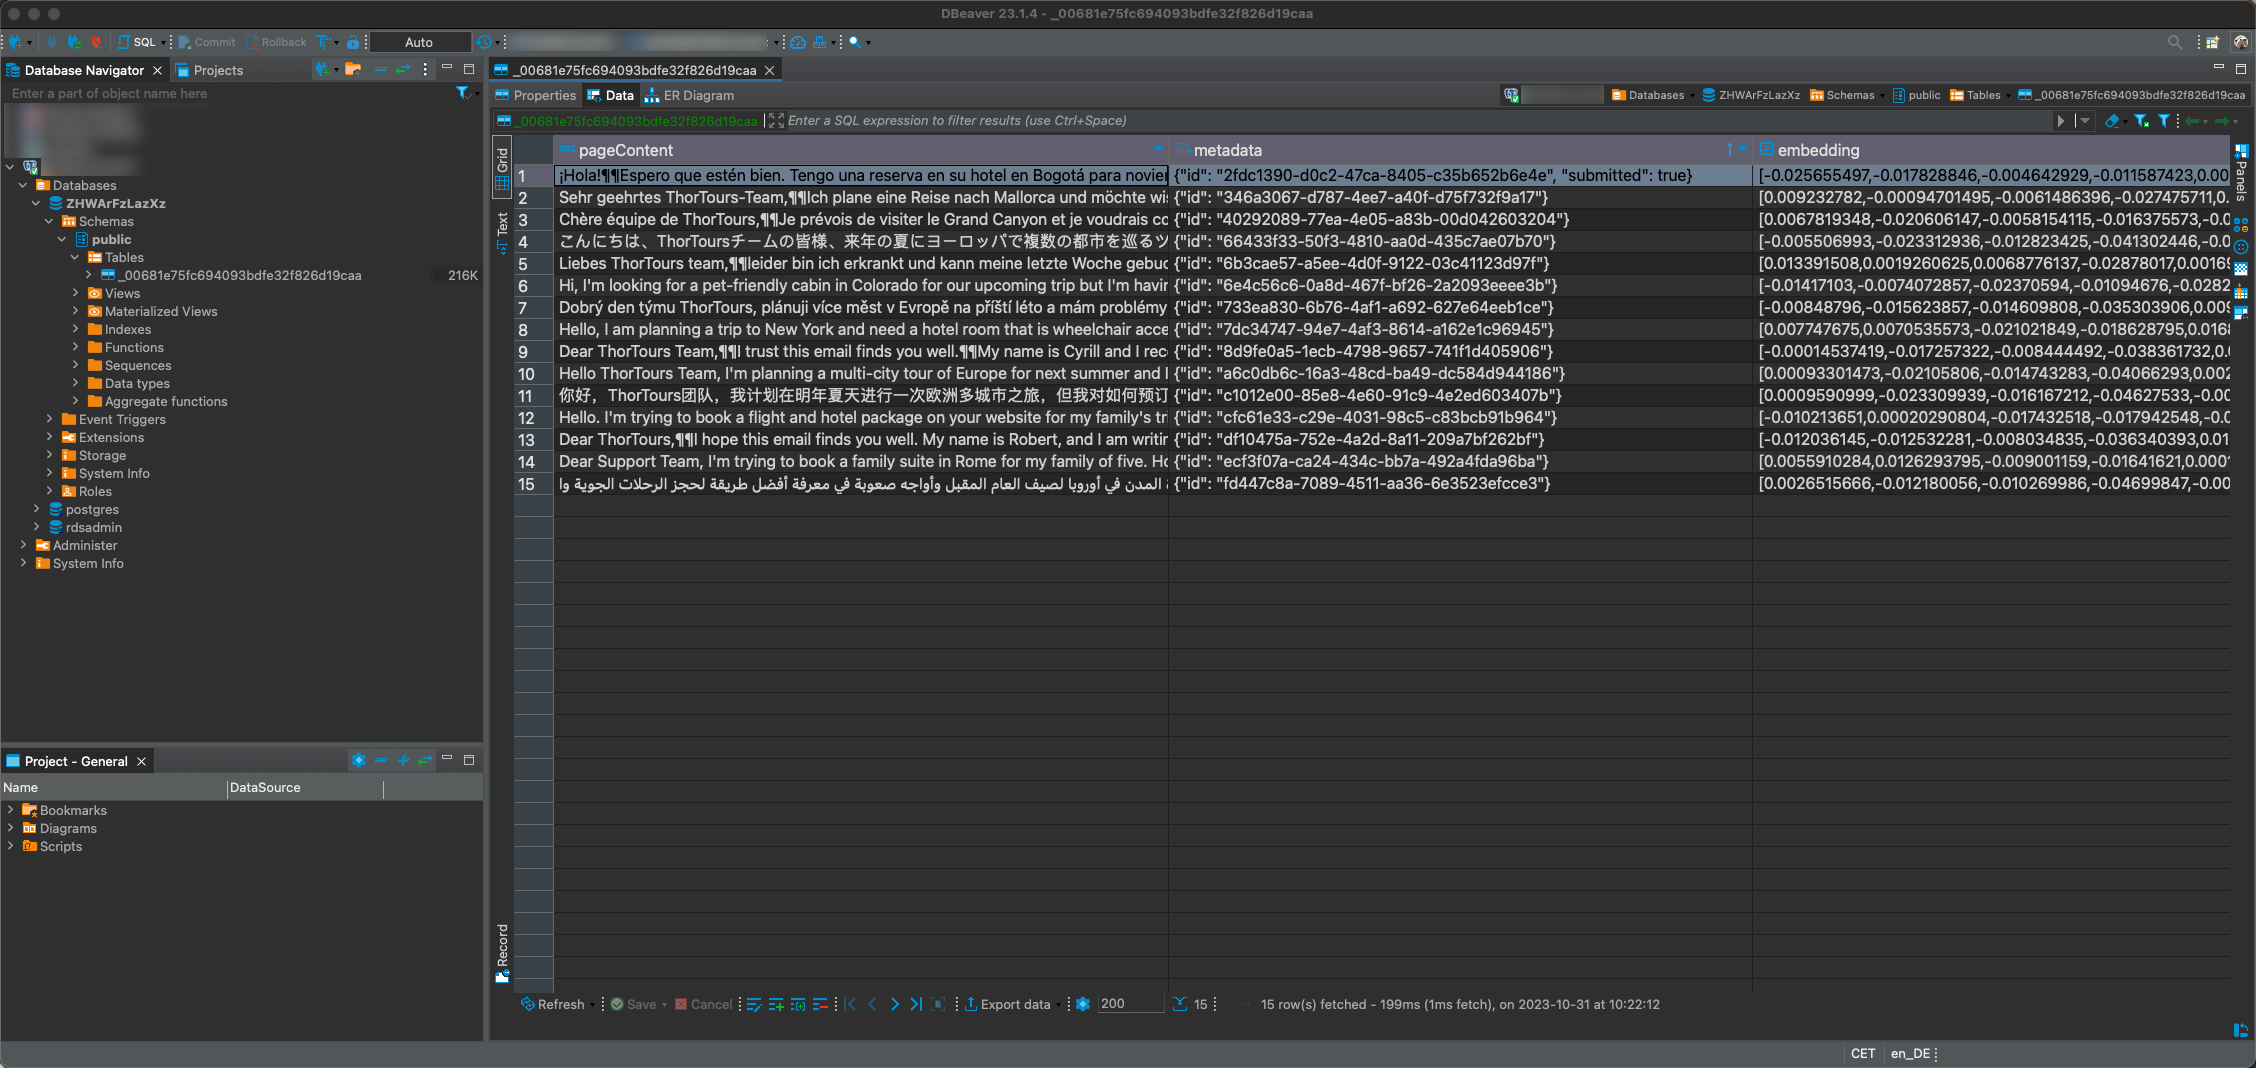 DBeaver 23.1.4 - _00681e75fc694093bdfe32f826d19caa
SQL Commit Rollback Auto
Database Navigator Projects
Enter a part of object name here
Databases
ZHWArFzLazXz
Schemas
public
Tables
_00681e75fc694093bdfe32f826d19caa 216K
Views
Materialized Views
Indexes
Functions
Sequences
Data types
Aggregate functions
Event Triggers
Extensions
Storage
System Info
Roles
postgres
rdsadmin
Administer
System Info
Project - General
Name DataSource
Bookmarks
Diagrams
Scripts
_00681e75fc694093bdfe32f826d19caa
Properties Data ER Diagram
Databases ZHWArFzLazXz Schemas public Tables _00681e75fc694093bdfe32f826d19caa
_00681e75fc694093bdfe32f826d19caa Enter a SQL expression to filter results (use Ctrl+Space)
Grid
Text
Record
Panels
pageContent metadata embedding
1 ¡Hola!¶¶Espero que estén bien. Tengo una reserva en su hotel en Bogotá para novier {"id": "2fdc1390-d0c2-47ca-8405-c35b652b6e4e", "submitted": true} [-0.025655497,-0.017828846,-0.004642929,-0.011587423,0.00
2 Sehr geehrtes ThorTours-Team,¶¶Ich plane eine Reise nach Mallorca und möchte wis {"id": "346a3067-d787-4ee7-a40f-d75f732f9a17"} [0.009232782,-0.00094701495,-0.0061486396,-0.027475711,0.
3 Chère équipe de ThorTours,¶¶Je prévois de visiter le Grand Canyon et je voudrais co {"id": "40292089-77ea-4e05-a83b-00d042603204"} [0.0067819348,-0.020606147,-0.0058154115,-0.016375573,-0.0
4 こんにちは、ThorToursチームの皆様、来年の夏にヨーロッパで複数の都市を巡るツ {"id": "66433f33-50f3-4810-aa0d-435c7ae07b70"} [-0.005506993,-0.023312936,-0.012823425,-0.041302446,-0.0
5 Liebes ThorTours team,¶¶leider bin ich erkrankt und kann meine letzte Woche gebuc {"id": "6b3cae57-a5ee-4d0f-9122-03c41123d97f"} [0.013391508,0.0019260625,0.0068776137,-0.02878017,0.0016
6 Hi, I'm looking for a pet-friendly cabin in Colorado for our upcoming trip but I'm havir {"id": "6e4c56c6-0a8d-467f-bf26-2a2093eeee3b"} [-0.01417103,-0.0074072857,-0.02370594,-0.01094676,-0.0282
7 Dobrý den týmu ThorTours, plánuji více měst v Evropě na příští léto a mám problémy {"id": "733ea830-6b76-4af1-a692-627e64eeb1ce"} [-0.00848796,-0.015623857,-0.014609808,-0.035303906,0.009
8 Hello, I am planning a trip to New York and need a hotel room that is wheelchair acce {"id": "7dc34747-94e7-4af3-8614-a162e1c96945"} [0.007747675,0.0070535573,-0.021021849,-0.018628795,0.016
9 Dear ThorTours Team,¶¶I trust this email finds you well.¶¶My name is Cyrill and I rec {"id": "8d9fe0a5-1ecb-4798-9657-741f1d405906"} [-0.00014537419,-0.017257322,-0.008444492,-0.038361732,0.
10 Hello ThorTours Team, I'm planning a multi-city tour of Europe for next summer and I {"id": "a6c0db6c-16a3-48cd-ba49-dc584d944186"} [0.00093301473,-0.02105806,-0.014743283,-0.04066293,0.002
11 你好，ThorTours团队，我计划在明年夏天进行一次欧洲多城市之旅，但我对如何预订 {"id": "c1012e00-85e8-4e60-91c9-4e2ed603407b"} [0.0009590999,-0.023309939,-0.016167212,-0.04627533,-0.00
12 Hello. I'm trying to book a flight and hotel package on your website for my family's tr {"id": "cfc61e33-c29e-4031-98c5-c83bcb91b964"} [-0.010213651,0.00020290804,-0.017432518,-0.017942548,-0.0
13 Dear ThorTours,¶¶I hope this email finds you well. My name is Robert, and I am writir {"id": "df10475a-752e-4a2d-8a11-209a7bf262bf"} [-0.012036145,-0.012532281,-0.008034835,-0.036340393,0.01
14 Dear Support Team, I'm trying to book a family suite in Rome for my family of five. Ho {"id": "ecf3f07a-ca24-434c-bb7a-492a4fda96ba"} [0.0055910284,0.0126293795,-0.009001159,-0.01641621,0.000
15 ة المدن في أوروبا لصيف العام المقبل وأواجه صعوبة في معرفة أفضل طريقة لحجز الرحلات الجوية وا {"id": "fd447c8a-7089-4511-aa36-6e3523efcce3"} [0.0026515666,-0.012180056,-0.010269986,-0.04699847,-0.00
Refresh Save Cancel Export data 200 15 15 row(s) fetched - 199ms (1ms fetch), on 2023-10-31 at 10:22:12
CET en_DE